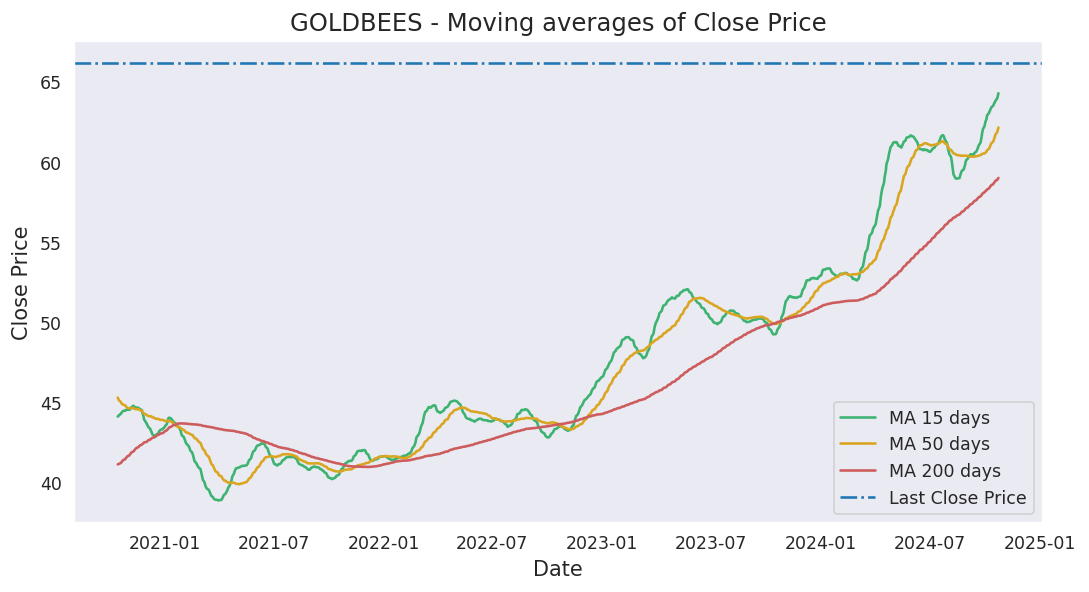 GOLDBEES - Moving averages of Close Price
Close Price
65
60
55
50
45
40
MA 15 days
MA 50 days
MA 200 days
Last Close Price
2021-01 2021-07 2022-01 2022-07 2023-01 2023-07 2024-01 2024-07 2025-01
Date